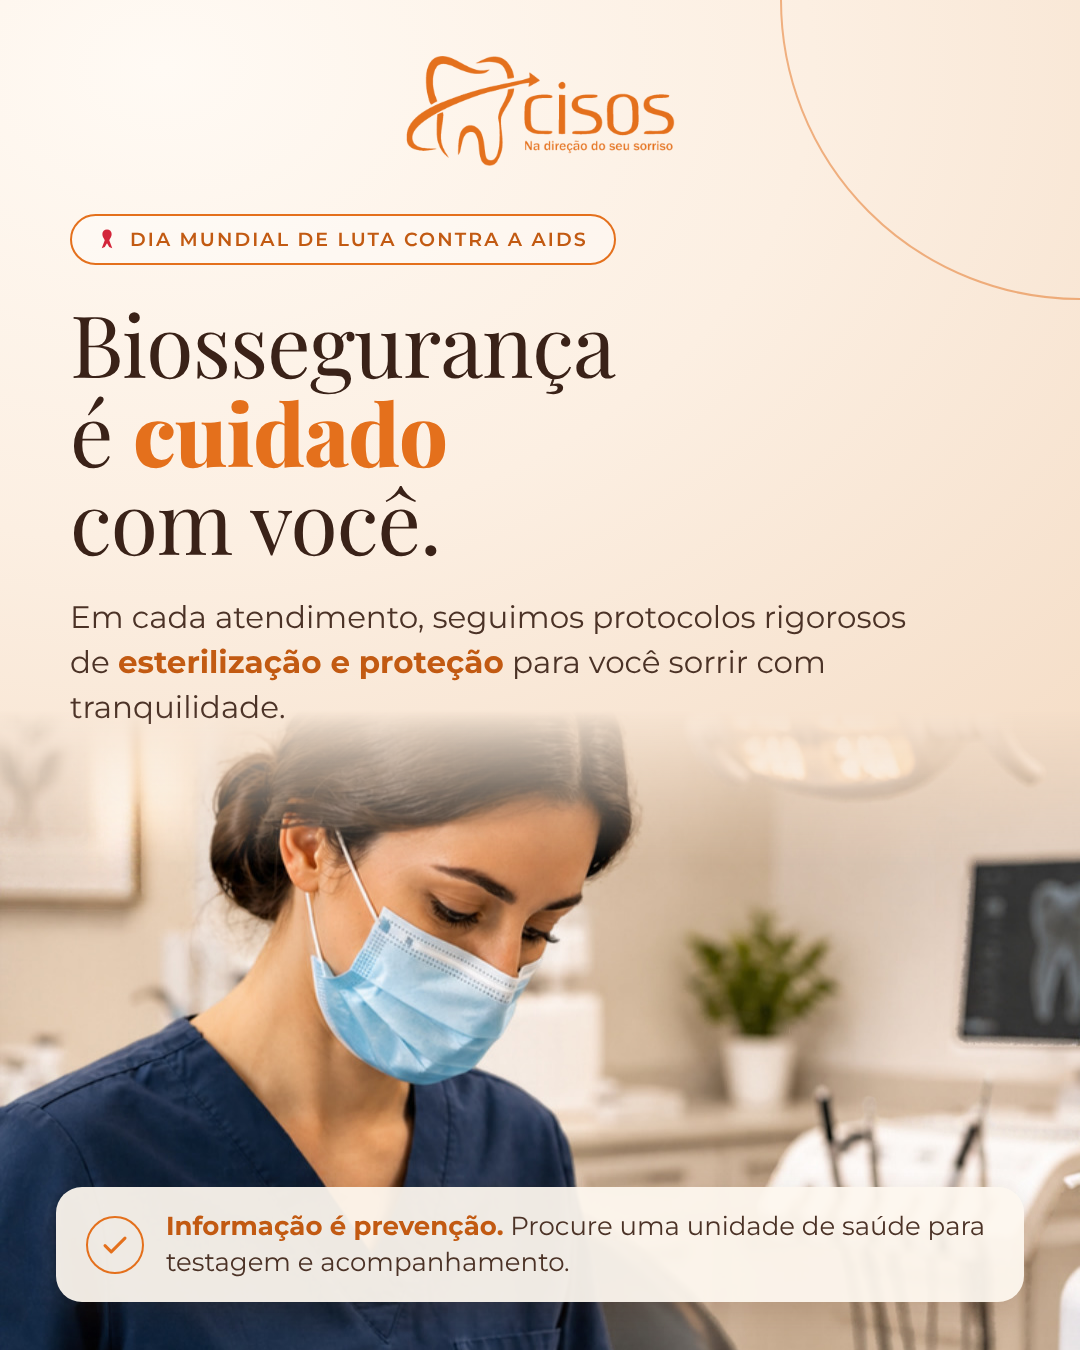 cisos
Na direção do seu sorriso
DIA MUNDIAL DE LUTA CONTRA A AIDS
Biossegurança
é cuidado
com você.
Em cada atendimento, seguimos protocolos rigorosos
de esterilização e proteção para você sorrir com
tranquilidade.
Informação é prevenção. Procure uma unidade de saúde para
testagem e acompanhamento.